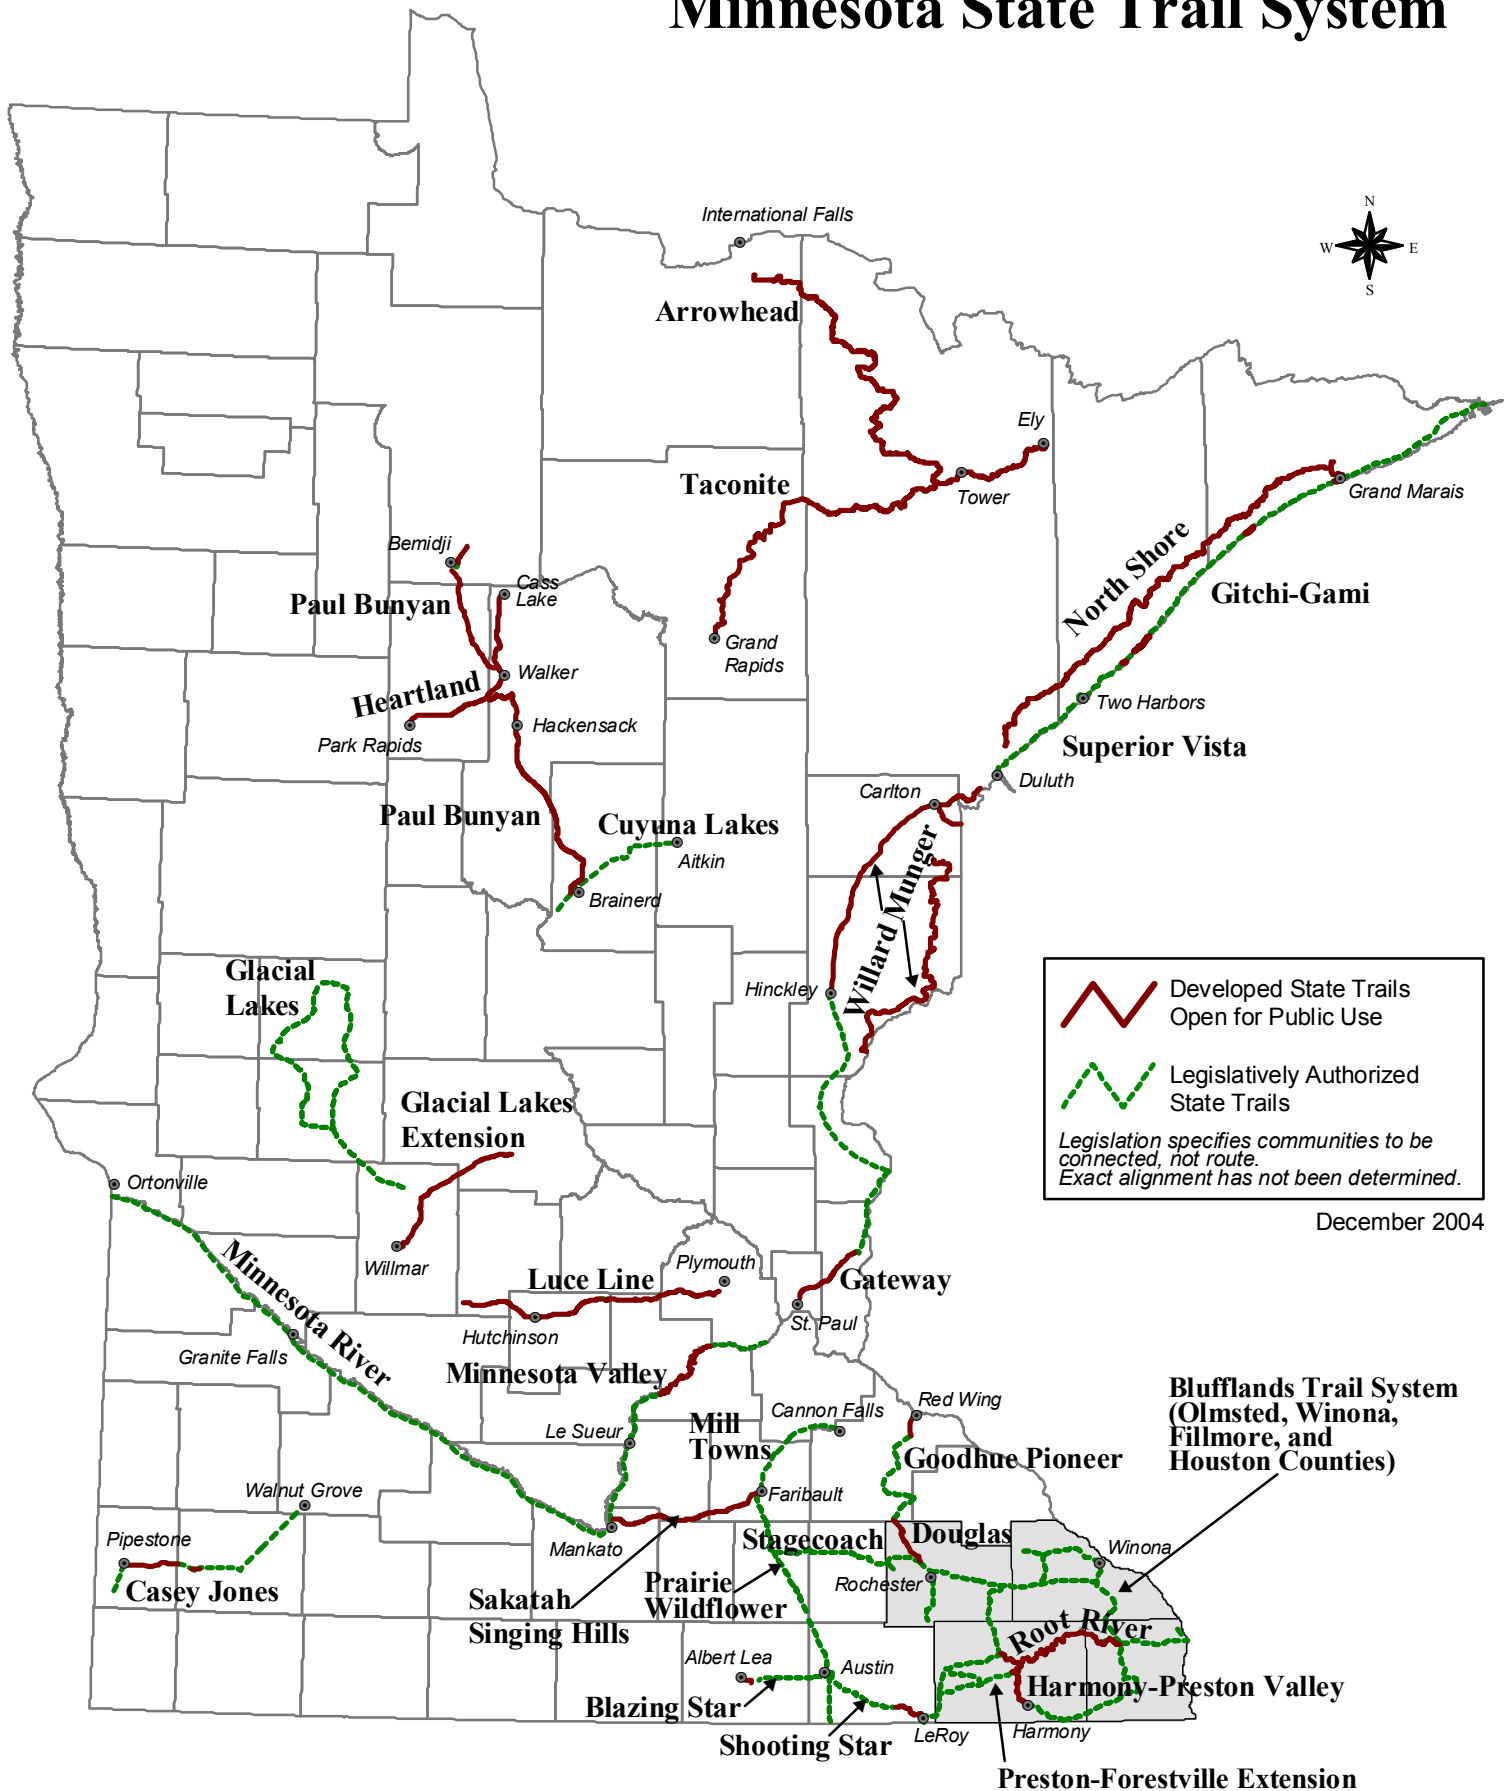 Minnesota State Trail System
International Falls
N
W
E
S
Arrowhead
Ely
Taconite
Tower
Grand Marais
Bemidji
Cass
Lake
Paul Bunyan
North Shore
Gitchi-Gami
Grand
Rapids
Walker
Heartland
Hackensack
Park Rapids
Two Harbors
Superior Vista
Duluth
Carlton
Paul Bunyan
Cuyuna Lakes
Aitkin
Brainerd
Willard Munger
Hinckley
Glacial
Lakes
Developed State Trails
Open for Public Use
Legislatively Authorized
State Trails
Legislation specifies communities to be
connected, not route.
Exact alignment has not been determined.
December 2004
Glacial Lakes
Extension
Ortonville
Willmar
Minnesota River
Plymouth
Luce Line
Gateway
Hutchinson
St. Paul
Granite Falls
Minnesota Valley
Blufflands Trail System
(Olmsted, Winona,
Fillmore, and
Houston Counties)
Red Wing
Cannon Falls
Mill
Towns
Le Sueur
Goodhue Pioneer
Walnut Grove
Faribault
Pipestone
Mankato
Stagecoach
Douglas
Winona
Casey Jones
Rochester
Sakatah
Singing Hills
Prairie
Wildflower
Root River
Albert Lea
Austin
Harmony-Preston Valley
Blazing Star
Shooting Star
LeRoy
Harmony
Preston-Forestville Extension